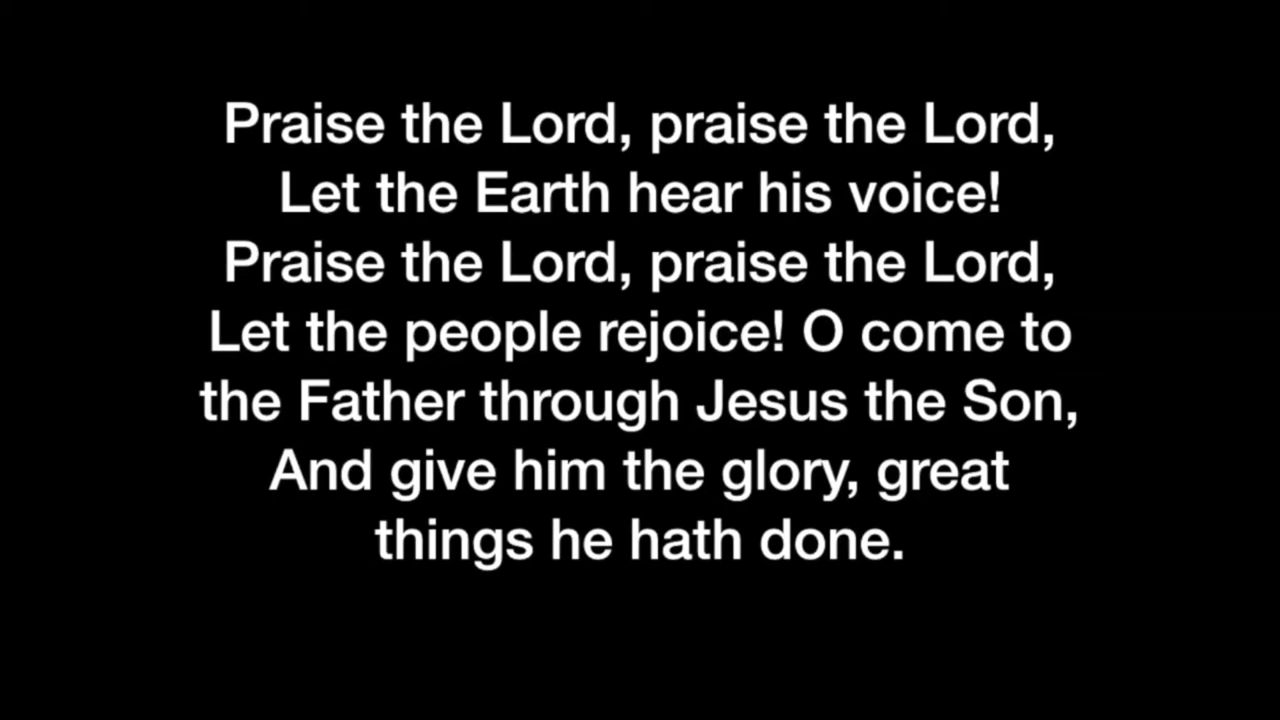 Praise the Lord, praise the Lord,
Let the Earth hear his voice!
Praise the Lord, praise the Lord,
Let the people rejoice! O come to
the Father through Jesus the Son,
And give him the glory, great
things he hath done.